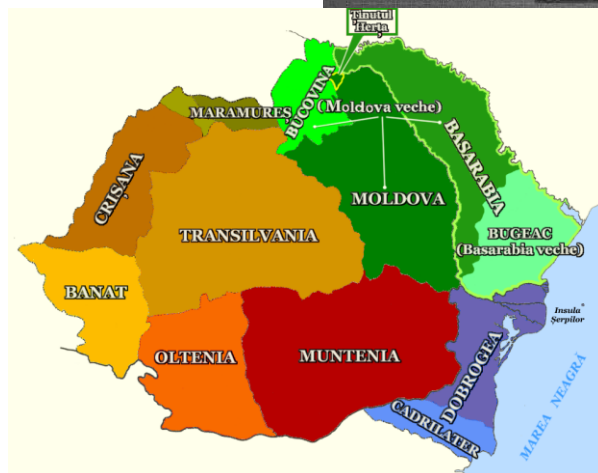 Ținutul
Herța
MARAMUREȘ
BUCOVINA
(Moldova veche)
BASARABIA
CRIȘANA
MOLDOVA
TRANSILVANIA
BUGEAC
(Basarabia veche)
BANAT
Insula
Șerpilor
OLTENIA
MUNTENIA
DOBROGEA
CADRILATER
MAREA NEAGRĂ